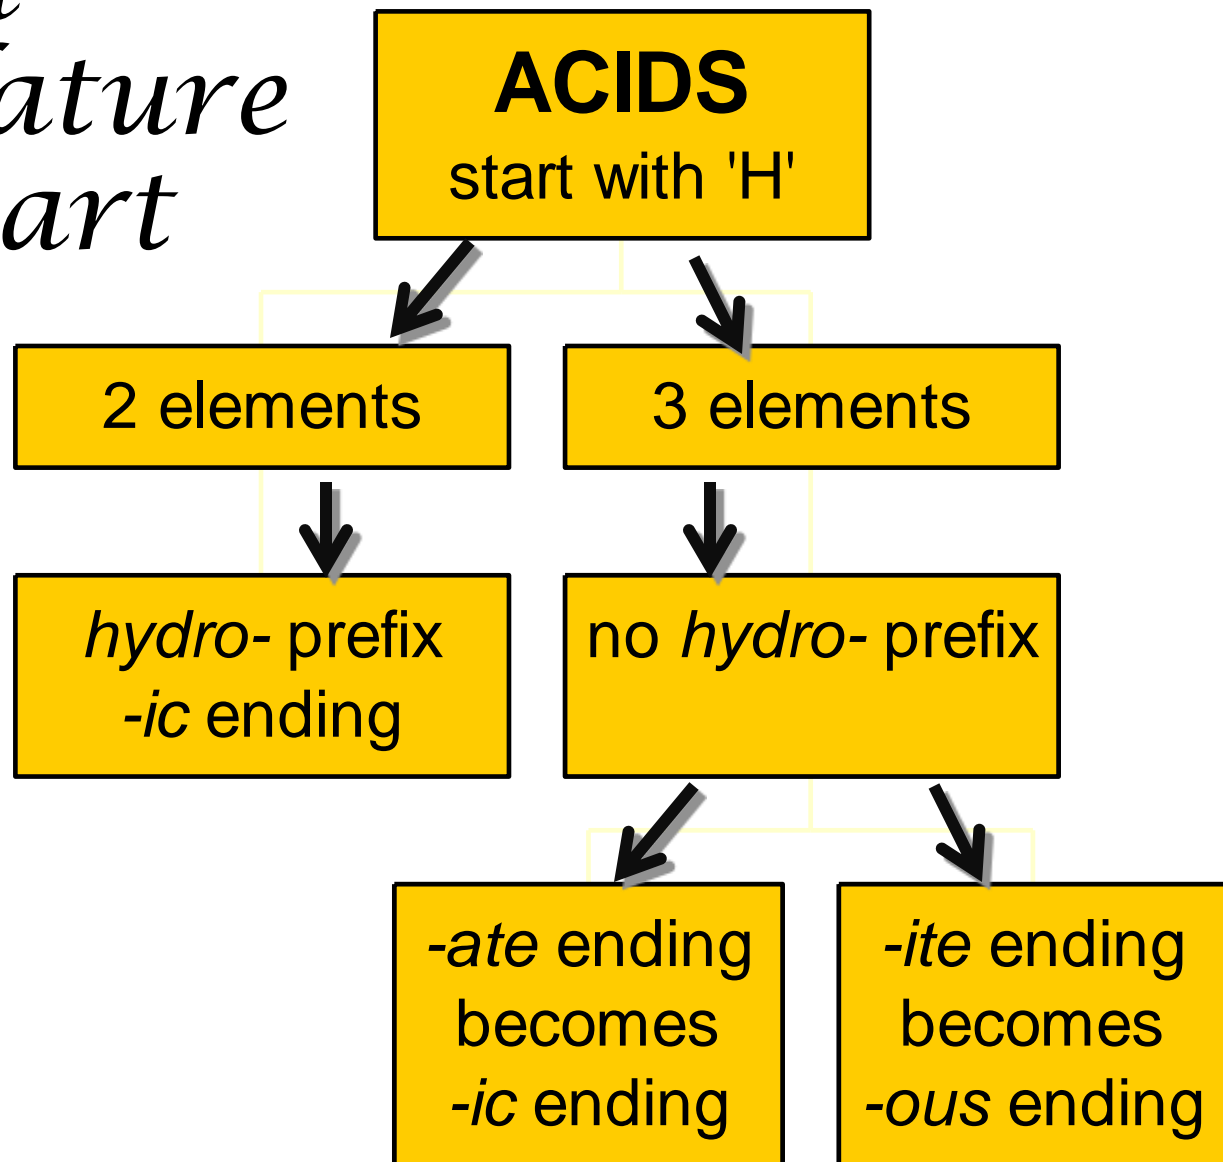 ature
art
ACIDS
start with 'H'
2 elements
3 elements
hydro- prefix
-ic ending
no hydro- prefix
-ate ending
becomes
-ic ending
-ite ending
becomes
-ous ending